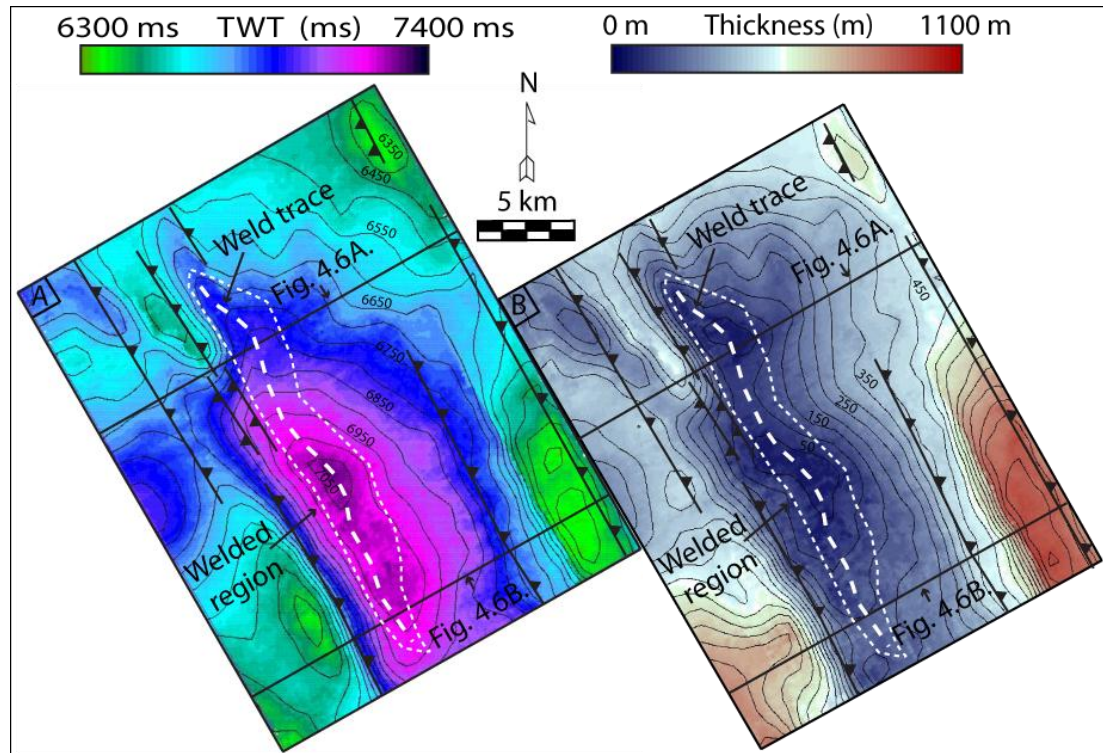 6300 ms TWT (ms) 7400 ms
0 m Thickness (m) 1100 m
N
5 km
A
Weld trace
Fig. 4.6A.
6350
6450
6550
6650
6750
6850
6950
7050
Welded
region
Fig. 4.6B.
B
Weld trace
Fig. 4.6A.
450
350
250
150
50
Welded
region
Fig. 4.6B.